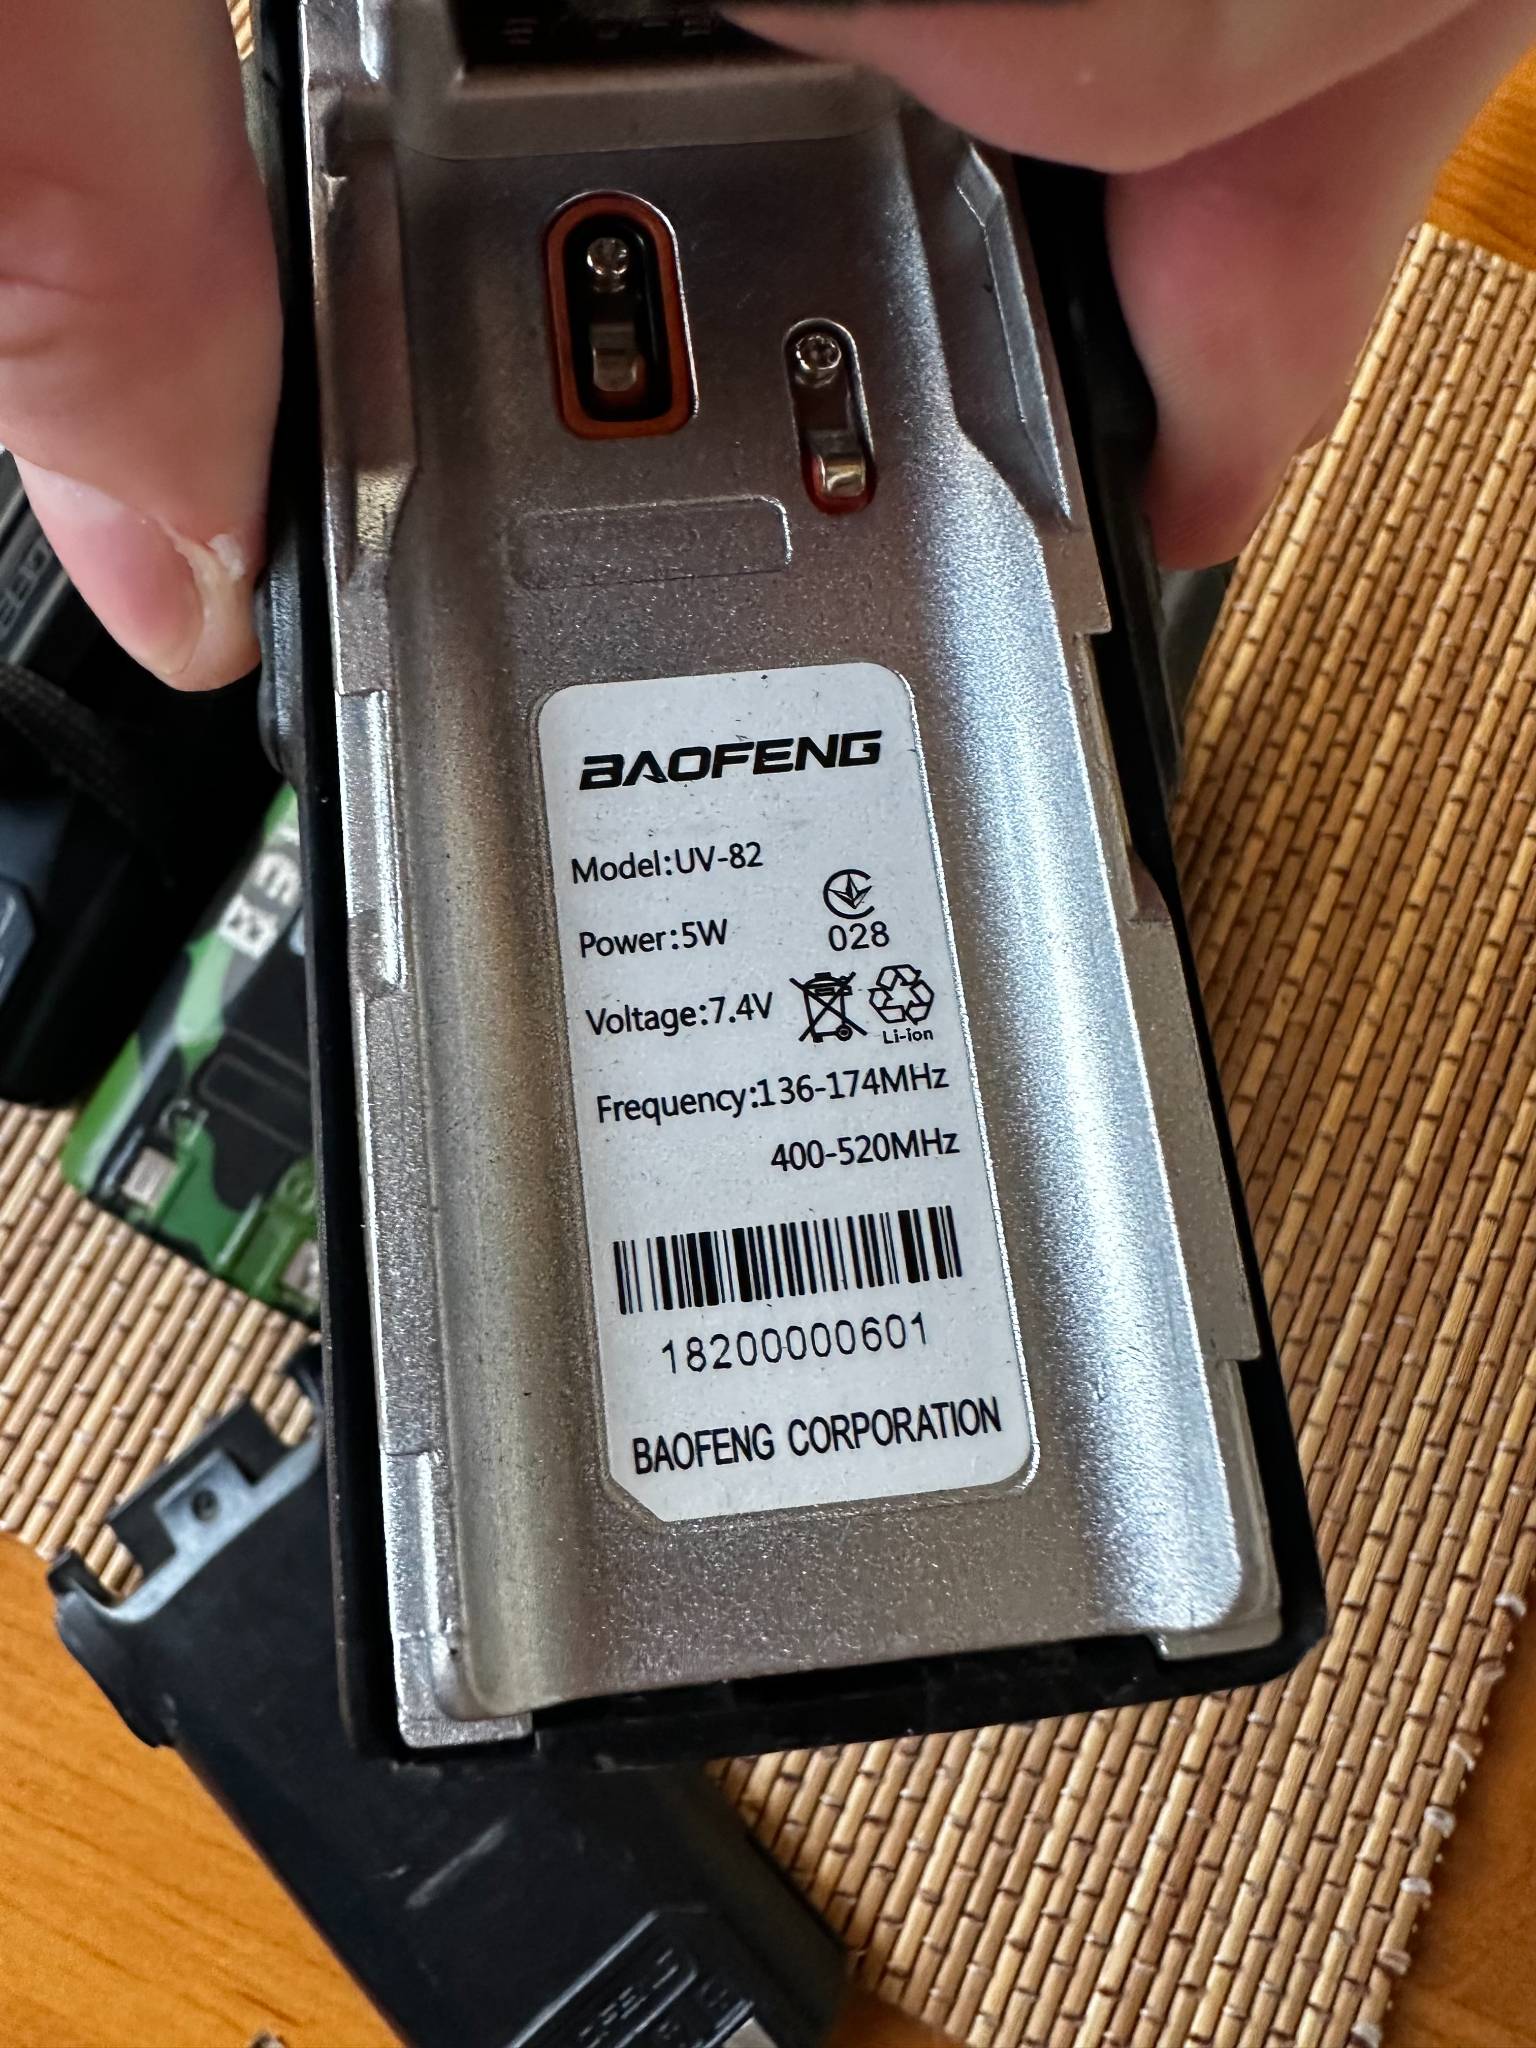 BAOFENG
Model:UV-82
Power:5W
028
Voltage:7.4V
Li-ion
Frequency:136-174MHz
400-520MHz
18200000601
BAOFENG CORPORATION